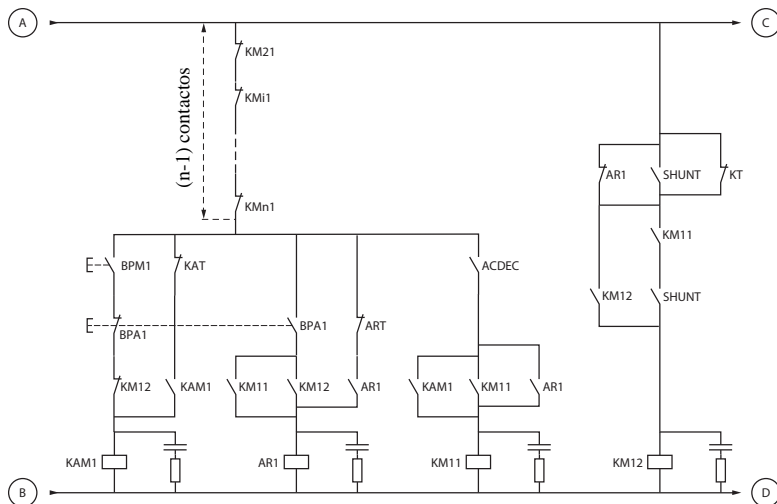 A
C
KM21
KMi1
(n-1) contactos
KMn1
AR1
SHUNT
KT
KM11
BPM1
KAT
ACDEC
KM12
SHUNT
BPA1
BPA1
ART
KM12
KAM1
KM11
KM12
AR1
KAM1
KM11
AR1
KAM1
AR1
KM11
KM12
B
D